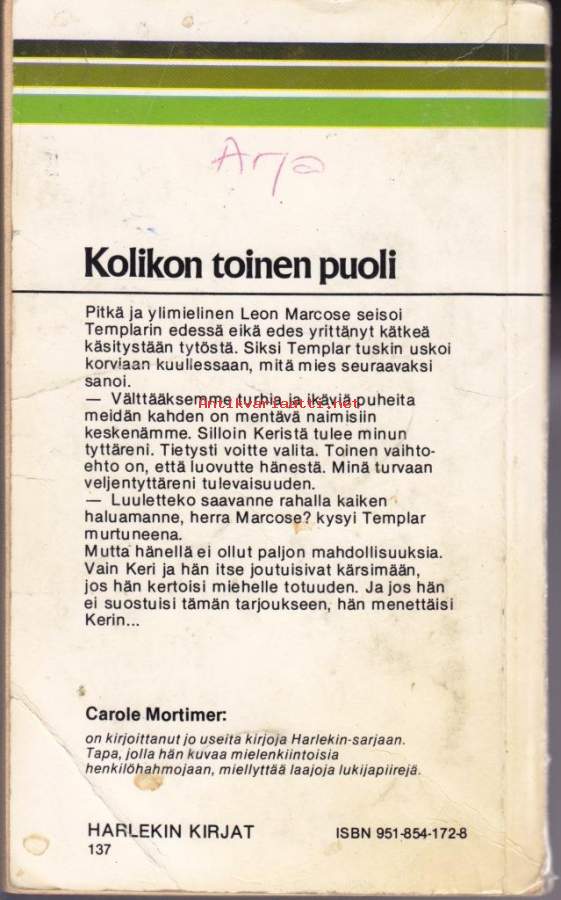 Arja
Kolikon toinen puoli
Pitkä ja ylimielinen Leon Marcose seisoi
Templarin edessä eikä edes yrittänyt kätkeä
käsitystään tytöstä. Siksi Templar tuskin uskoi
korviaan kuullessaan, mitä mies seuraavaksi
sanoi.
— Välttääksemme turhia ja ikäviä puheita
Antikvariaatti.net
meidän kahden on mentävä naimisiin
keskenämme. Silloin Keristä tulee minun
tyttäreni. Tietysti voitte valita. Toinen vaihto-
ehto on, että luovutte hänestä. Minä turvaan
veljentyttäreni tulevaisuuden.
— Luuletteko saavanne rahalla kaiken
haluamanne, herra Marcose? kysyi Templar
murtuneena.
Mutta hänellä ei ollut paljon mahdollisuuksia.
Vain Keri ja hän itse joutuisivat kärsimään,
jos hän kertoisi miehelle totuuden. Ja jos hän
ei suostuisi tämän tarjoukseen, hän menettäisi
Kerin...
Carole Mortimer:
on kirjoittanut jo useita kirjoja Harlekin-sarjaan.
Tapa, jolla hän kuvaa mielenkiintoisia
henkilöhahmojaan, miellyttää laajoja lukijapiirejä.
HARLEKIN KIRJAT
137
ISBN 951-854-172-8